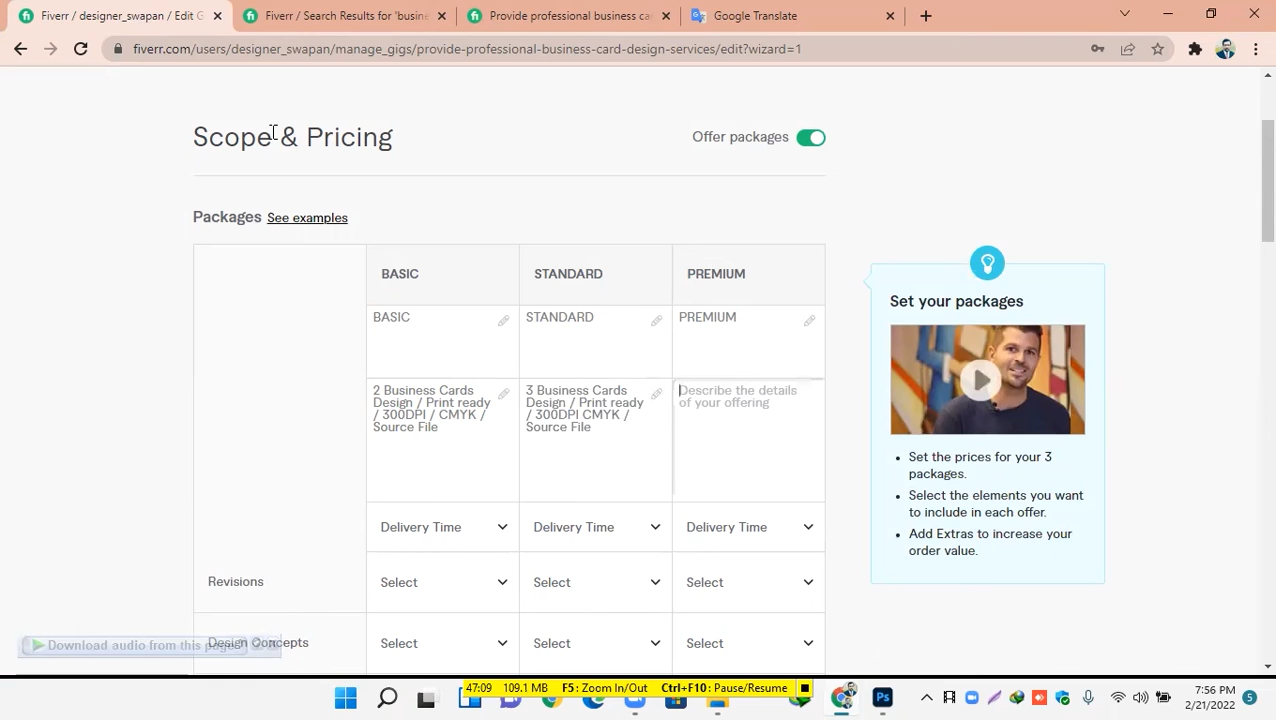 Fiverr / designer_swapan / Edit G
Fiverr / Search Results for 'busine
Provide professional business ca
Google Translate
fiverr.com/users/designer_swapan/manage_gigs/provide-professional-business-card-design-services/edit?wizard=1
Scope & Pricing
Offer packages
Packages See examples
BASIC STANDARD PREMIUM
BASIC STANDARD PREMIUM
2 Business Cards
Design / Print ready
/ 300DPI / CMYK /
Source File
3 Business Cards
Design / Print ready
/ 300DPI CMYK /
Source File
Describe the details
of your offering
Delivery Time Delivery Time Delivery Time
Revisions Select Select Select
Design Concepts Select Select Select
Set your packages
• Set the prices for your 3
packages.
• Select the elements you want
to include in each offer.
• Add Extras to increase your
order value.
Download audio from this page
47:09 109.1 MB F5: Zoom In/Out Ctrl+F10: Pause/Resume
Ps
7:56 PM
2/21/2022
5